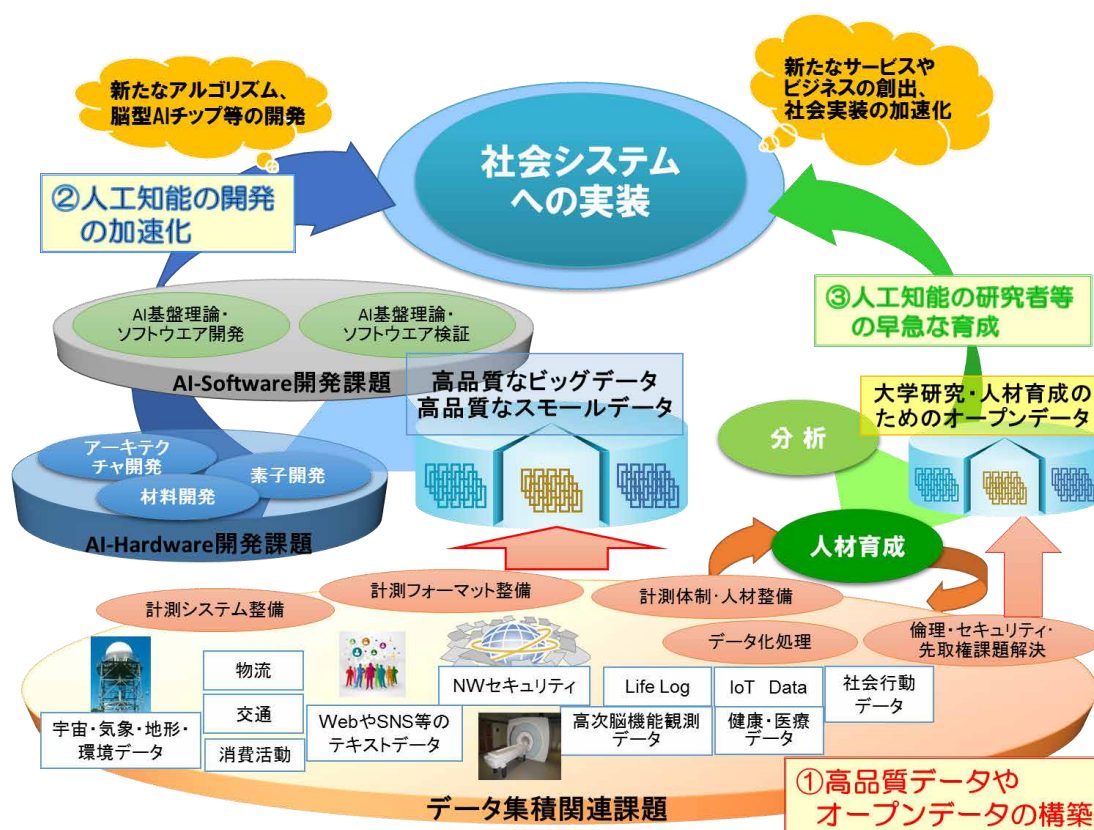 新たなアルゴリズム、
脳型AIチップ等の開発
新たなサービスや
ビジネスの創出、
社会実装の加速化
社会システム
への実装
②人工知能の開発
の加速化
③人工知能の研究者等
の早急な育成
AI基盤理論・
ソフトウエア開発
AI基盤理論・
ソフトウエア検証
AI-Software開発課題
高品質なビッグデータ
高品質なスモールデータ
大学研究・人材育成の
ためのオープンデータ
分析
アーキテク
チャ開発
素子開発
材料開発
AI-Hardware開発課題
人材育成
計測システム整備
計測フォーマット整備
計測体制・人材整備
データ化処理
倫理・セキュリティ・
先取権課題解決
物流
交通
消費活動
宇宙・気象・地形・
環境データ
WebやSNS等の
テキストデータ
NWセキュリティ
Life Log
IoT Data
社会行動
データ
高次脳機能観測
データ
健康・医療
データ
データ集積関連課題
①高品質データや
オープンデータの構築